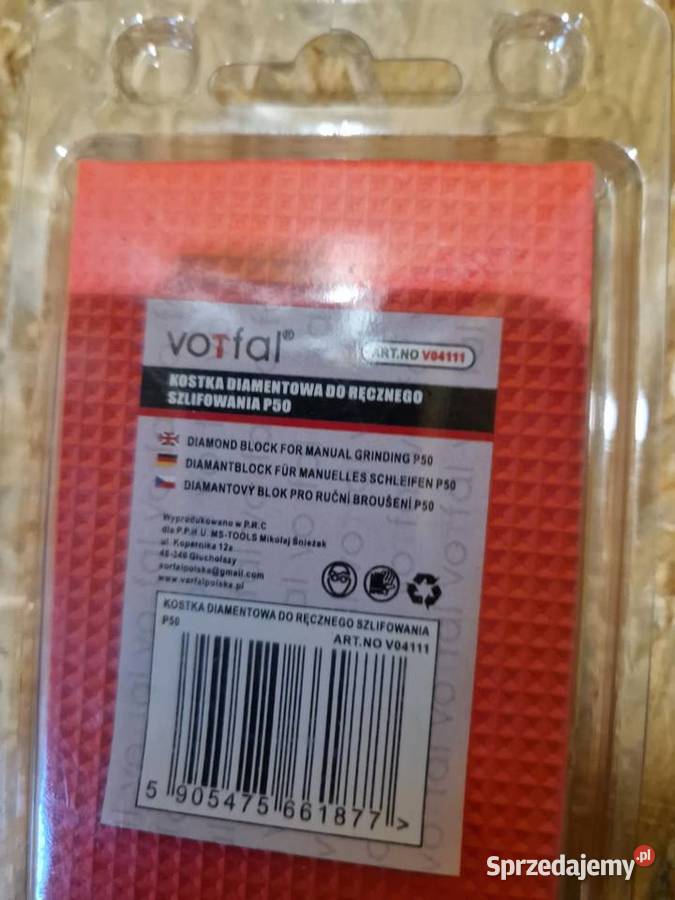 vorfal®
ART.NO V04111
KOSTKA DIAMENTOWA DO RĘCZNEGO
SZLIFOWANIA P50
DIAMOND BLOCK FOR MANUAL GRINDING P50
DIAMANTBLOCK FÜR MANUELLES SCHLEIFEN P50
DIAMANTOVÝ BLOK PRO RUČNÍ BROUŠENÍ P50
Wyprodukowano w P.R.C
dla P.P.H.U. MS-TOOLS Mikołaj Śnieżek
ul. Kopernika 12a
48-340 Głuchołazy
vorfalpolska@gmail.com
www.vorfalpolska.pl
KOSTKA DIAMENTOWA DO RĘCZNEGO SZLIFOWANIA
P50
ART.NO V04111
5 905475 661877 >
Sprzedajemy.pl